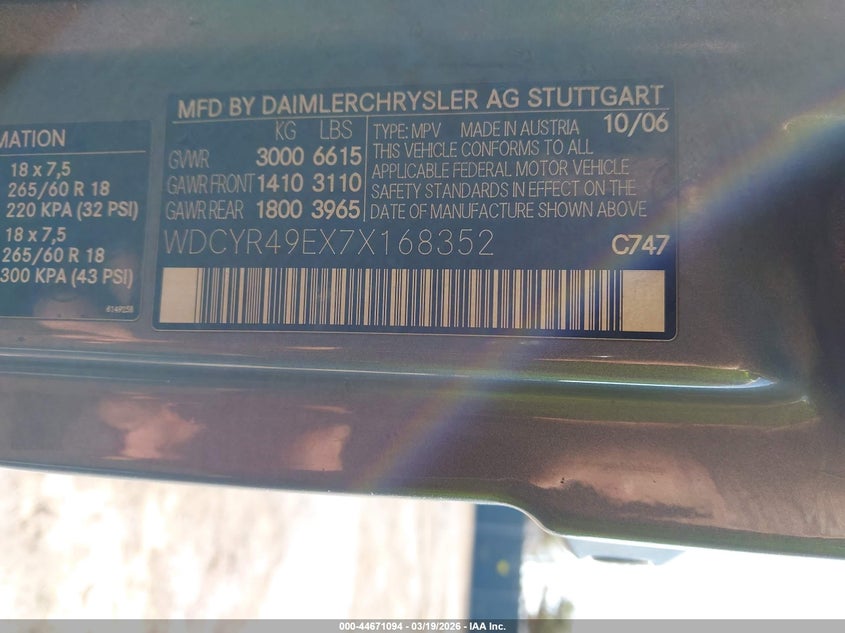 MATION
18 x 7,5
265/60 R 18
220 KPA (32 PSI)
18 x 7,5
265/60 R 18
300 KPA (43 PSI)
MFD BY DAIMLERCHRYSLER AG STUTTGART
KG LBS
GVWR 3000 6615
GAWR FRONT 1410 3110
GAWR REAR 1800 3965
TYPE: MPV MADE IN AUSTRIA 10/06
THIS VEHICLE CONFORMS TO ALL
APPLICABLE FEDERAL MOTOR VEHICLE
SAFETY STANDARDS IN EFFECT ON THE
DATE OF MANUFACTURE SHOWN ABOVE
WDCYR49EX7X168352 C747
000-44671094 - 03/19/2026 - IAA Inc.